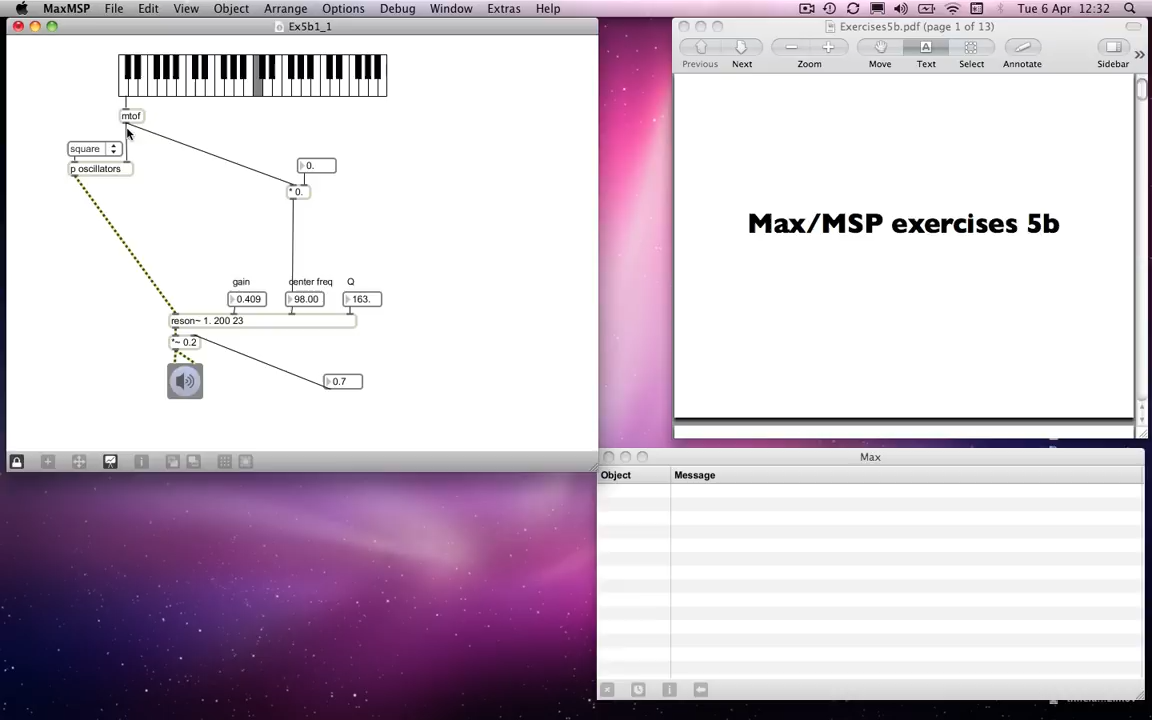 MaxMSP File Edit View Object Arrange Options Debug Window Extras Help Tue 6 Apr 12:32
Ex5b1_1
mtof
square
p oscillators
0.
* 0.
gain center freq Q
0.409 98.00 163.
reson~ 1. 200 23
*~ 0.2
0.7
Exercises5b.pdf (page 1 of 13)
Previous Next Zoom Move Text Select Annotate Sidebar
Max/MSP exercises 5b
Max
Object Message